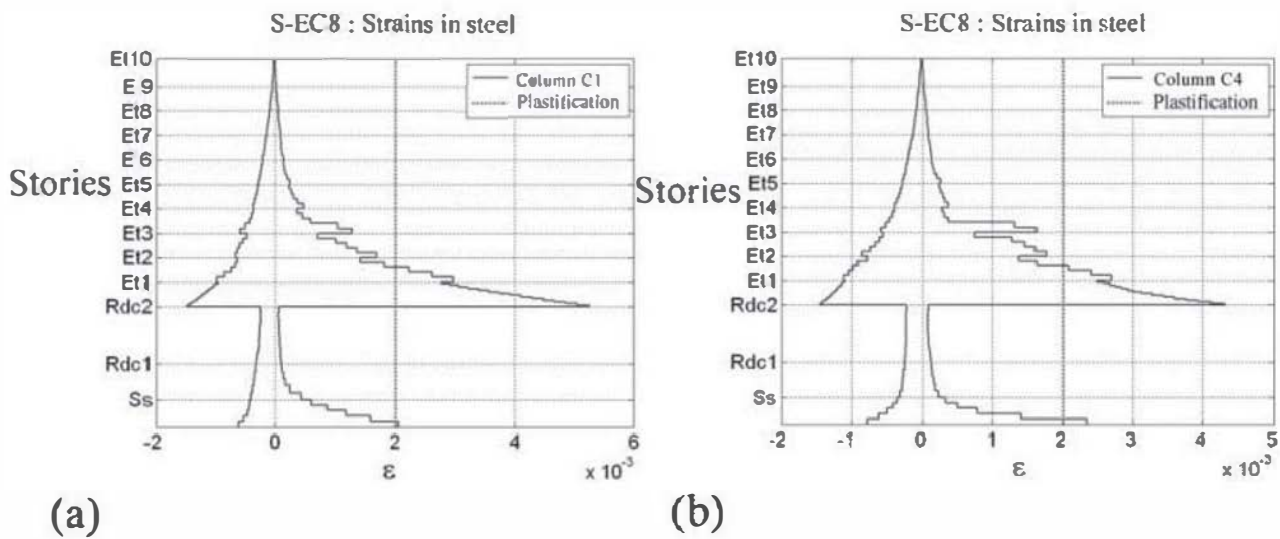 S-EC8 : Strains in steel
Et10
E 9
Et8
Et7
E 6
Et5
Et4
Et3
Et2
Et1
Rdc2
Rdc1
Ss
Stories
Column C1
Plastification
-2
0
2
4
6
ε
x 10-3
(a)
S-EC8 : Strains in steel
Et10
Et9
Et8
Et7
Et6
Et5
Et4
Et3
Et2
Et1
Rdc2
Rdc1
Ss
Stories
Column C4
Plastification
-2
-1
0
1
2
3
4
5
ε
x 10-3
(b)